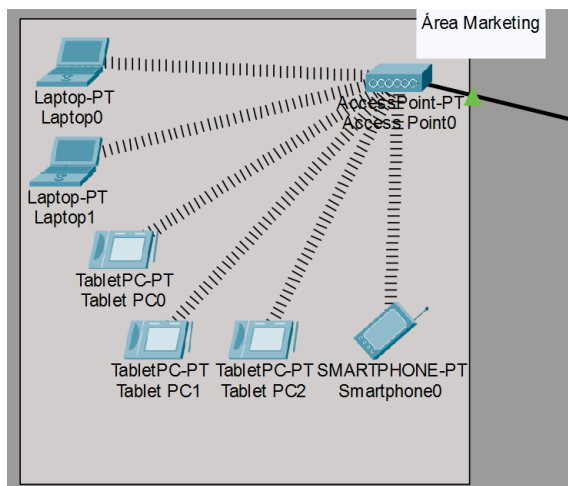 Área Marketing
Laptop-PT
Laptop0
AccessPoint-PT
Access Point0
Laptop-PT
Laptop1
TabletPC-PT
Tablet PC0
TabletPC-PT
Tablet PC1
TabletPC-PT
Tablet PC2
SMARTPHONE-PT
Smartphone0